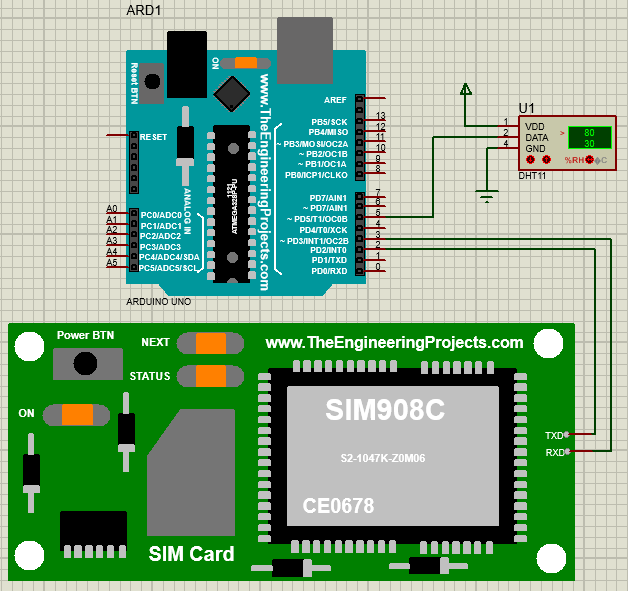 ARD1
Reset BTN
ON
www.TheEngineeringProjects.com
AREF
RESET
PB5/SCK 13
PB4/MISO 12
~ PB3/MOSI/OC2A 11
~ PB2/OC1B 10
~ PB1/OC1A 9
PB0/ICP1/CLKO 8
PD7/AIN1 7
~ PD6/AIN1 6
~ PD5/T1/OC0B 5
PD4/T0/XCK 4
~ PD3/INT1/OC2B 3
PD2/INT0 2
PD1/TXD 1
PD0/RXD 0
ANALOG IN
A0 PC0/ADC0
A1 PC1/ADC1
A2 PC2/ADC2
A3 PC3/ADC3
A4 PC4/ADC4/SDA
A5 PC5/ADC5/SCL
1121
ARDUINO UNO
U1
1 VDD
2 DATA
4 GND
> 80
30
%RH °C
DHT11
Power BTN
NEXT
STATUS
ON
www.TheEngineeringProjects.com
SIM908C
S2-1047K-Z0M06
CE0678
SIM Card
TXD
RXD